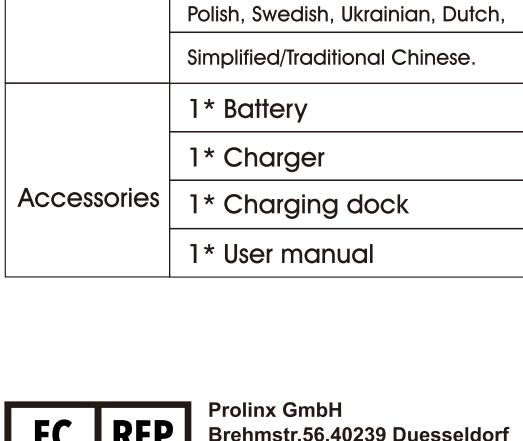 Polish, Swedish, Ukrainian, Dutch,
Simplified/Traditional Chinese.
Accessories
1* Battery
1* Charger
1* Charging dock
1* User manual
EC REP
Prolinx GmbH
Brehmstr.56,40239 Duesseldorf